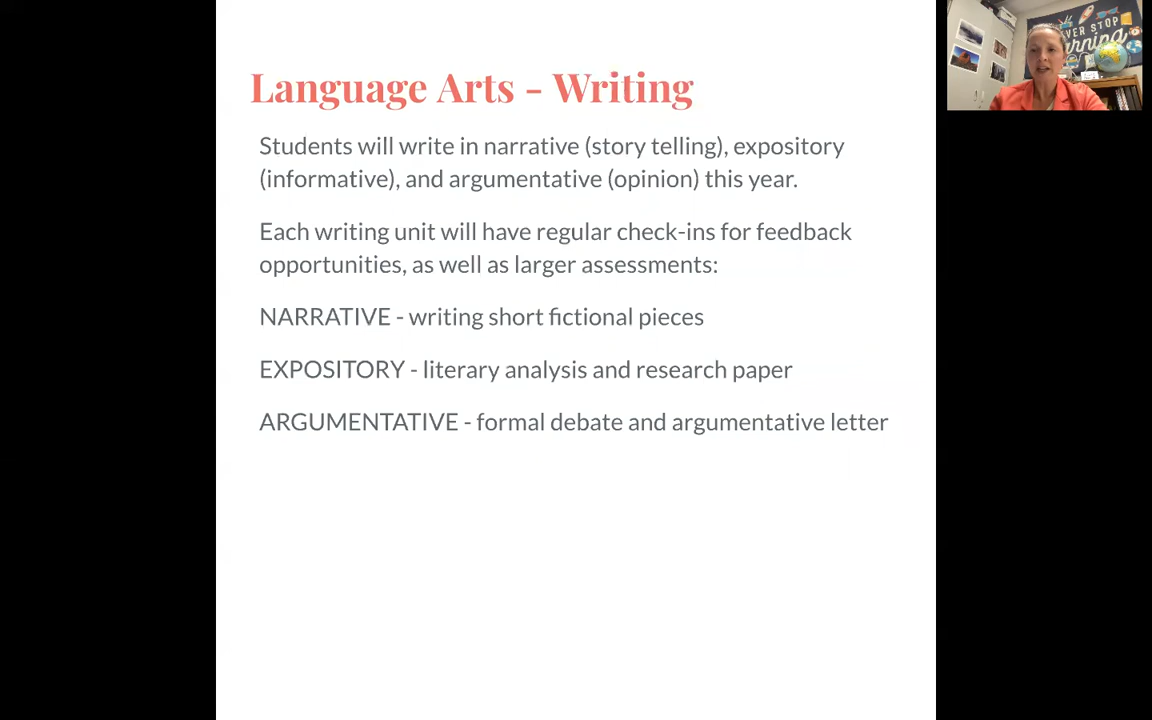 Language Arts - Writing
Students will write in narrative (story telling), expository
(informative), and argumentative (opinion) this year.
Each writing unit will have regular check-ins for feedback
opportunities, as well as larger assessments:
NARRATIVE - writing short fictional pieces
EXPOSITORY - literary analysis and research paper
ARGUMENTATIVE - formal debate and argumentative letter
EVER STOP